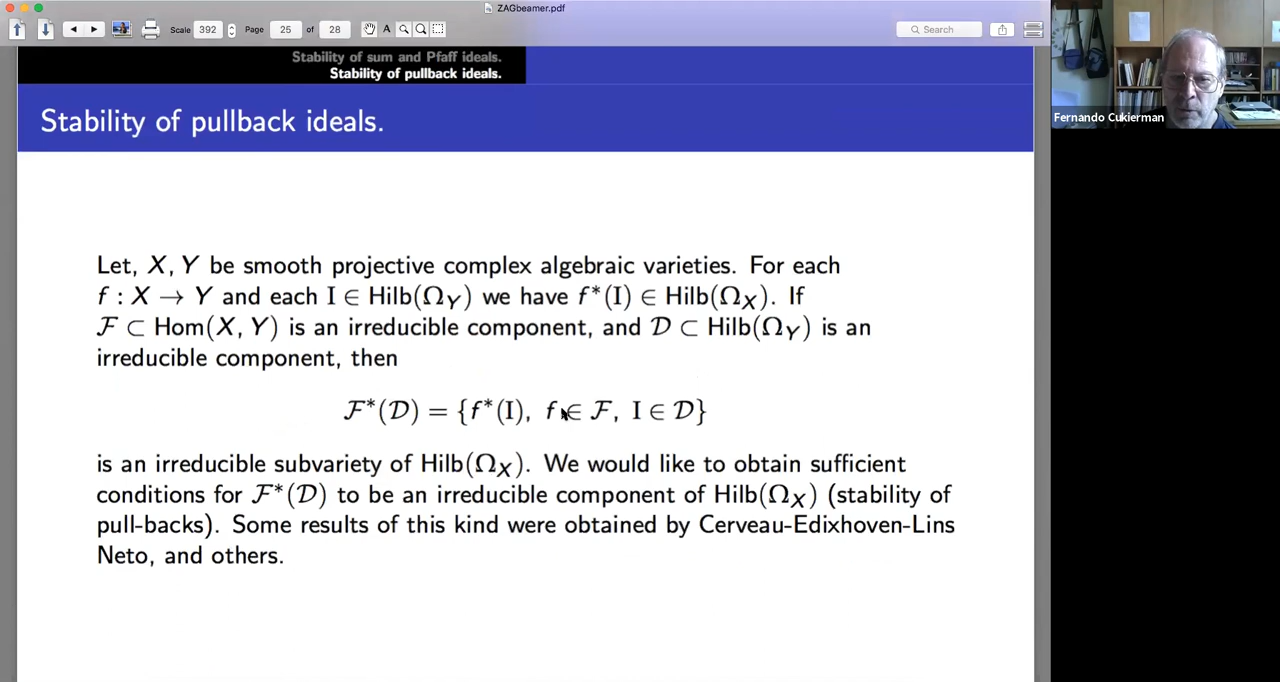 ZAGbeamer.pdf
Scale 392 Page 25 of 28 A Search
Stability of sum and Pfaff ideals.
Stability of pullback ideals.
Stability of pullback ideals.
Fernando Cukierman
Let, X, Y be smooth projective complex algebraic varieties. For each
f : X → Y and each I ∈ Hilb(Ω_Y) we have f*(I) ∈ Hilb(Ω_X). If
ℱ ⊂ Hom(X, Y) is an irreducible component, and 𝒟 ⊂ Hilb(Ω_Y) is an
irreducible component, then
ℱ*(𝒟) = {f*(I), f ∈ ℱ, I ∈ 𝒟}
is an irreducible subvariety of Hilb(Ω_X). We would like to obtain sufficient
conditions for ℱ*(𝒟) to be an irreducible component of Hilb(Ω_X) (stability of
pull-backs). Some results of this kind were obtained by Cerveau-Edixhoven-Lins
Neto, and others.